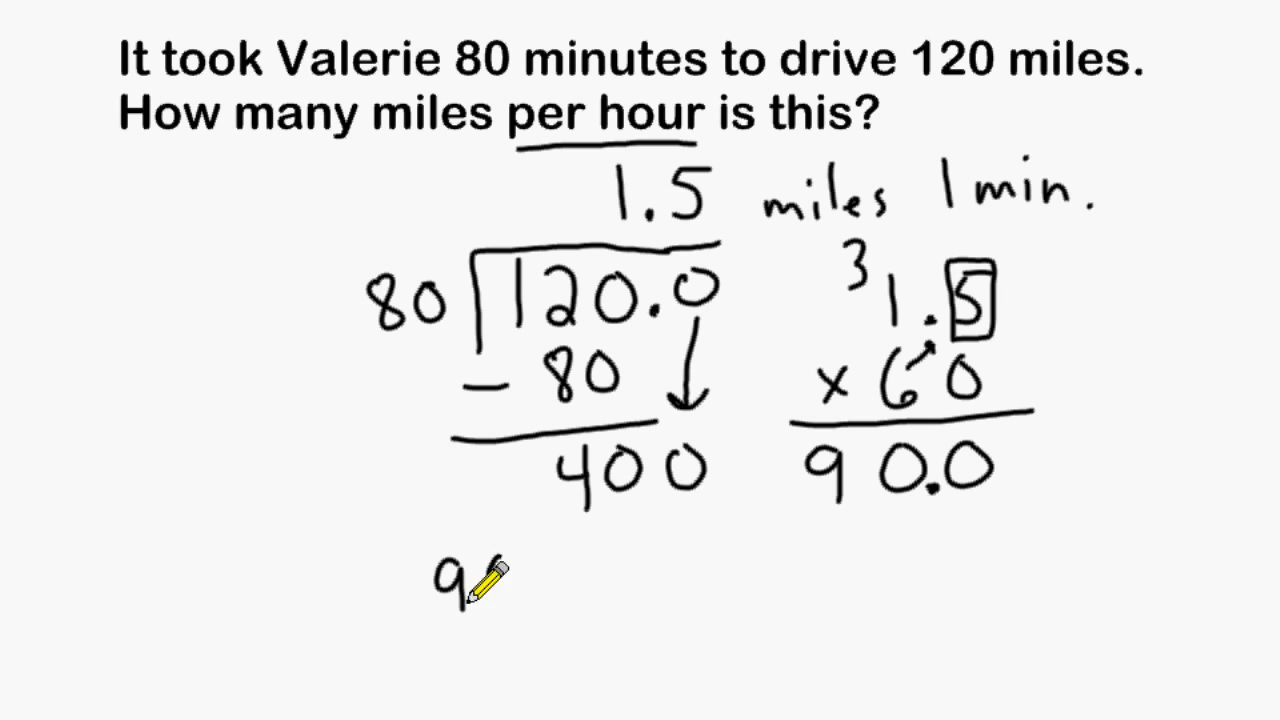 It took Valerie 80 minutes to drive 120 miles.
How many miles per hour is this?
1.5 miles 1 min.
80 120.0
- 80
400
3
1.5
x 60
90.0
9